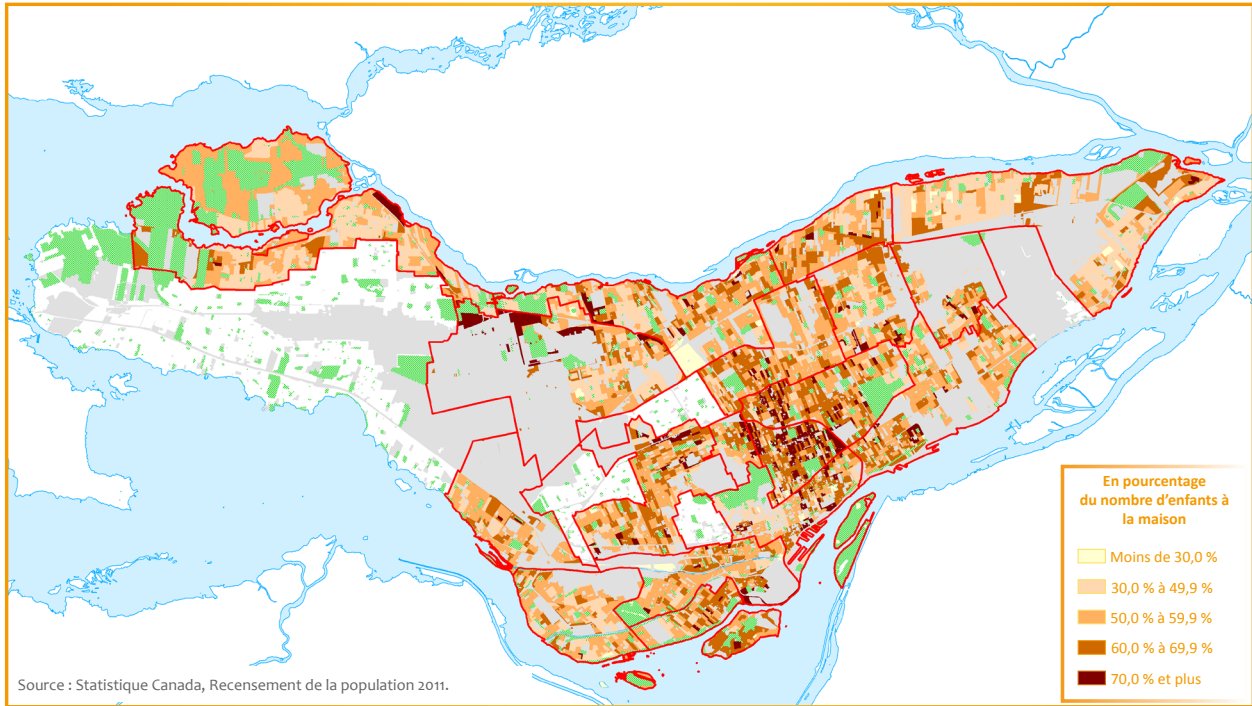 En pourcentage
du nombre d'enfants à
la maison
Moins de 30,0 %
30,0 % à 49,9 %
50,0 % à 59,9 %
60,0 % à 69,9 %
70,0 % et plus
Source : Statistique Canada, Recensement de la population 2011.